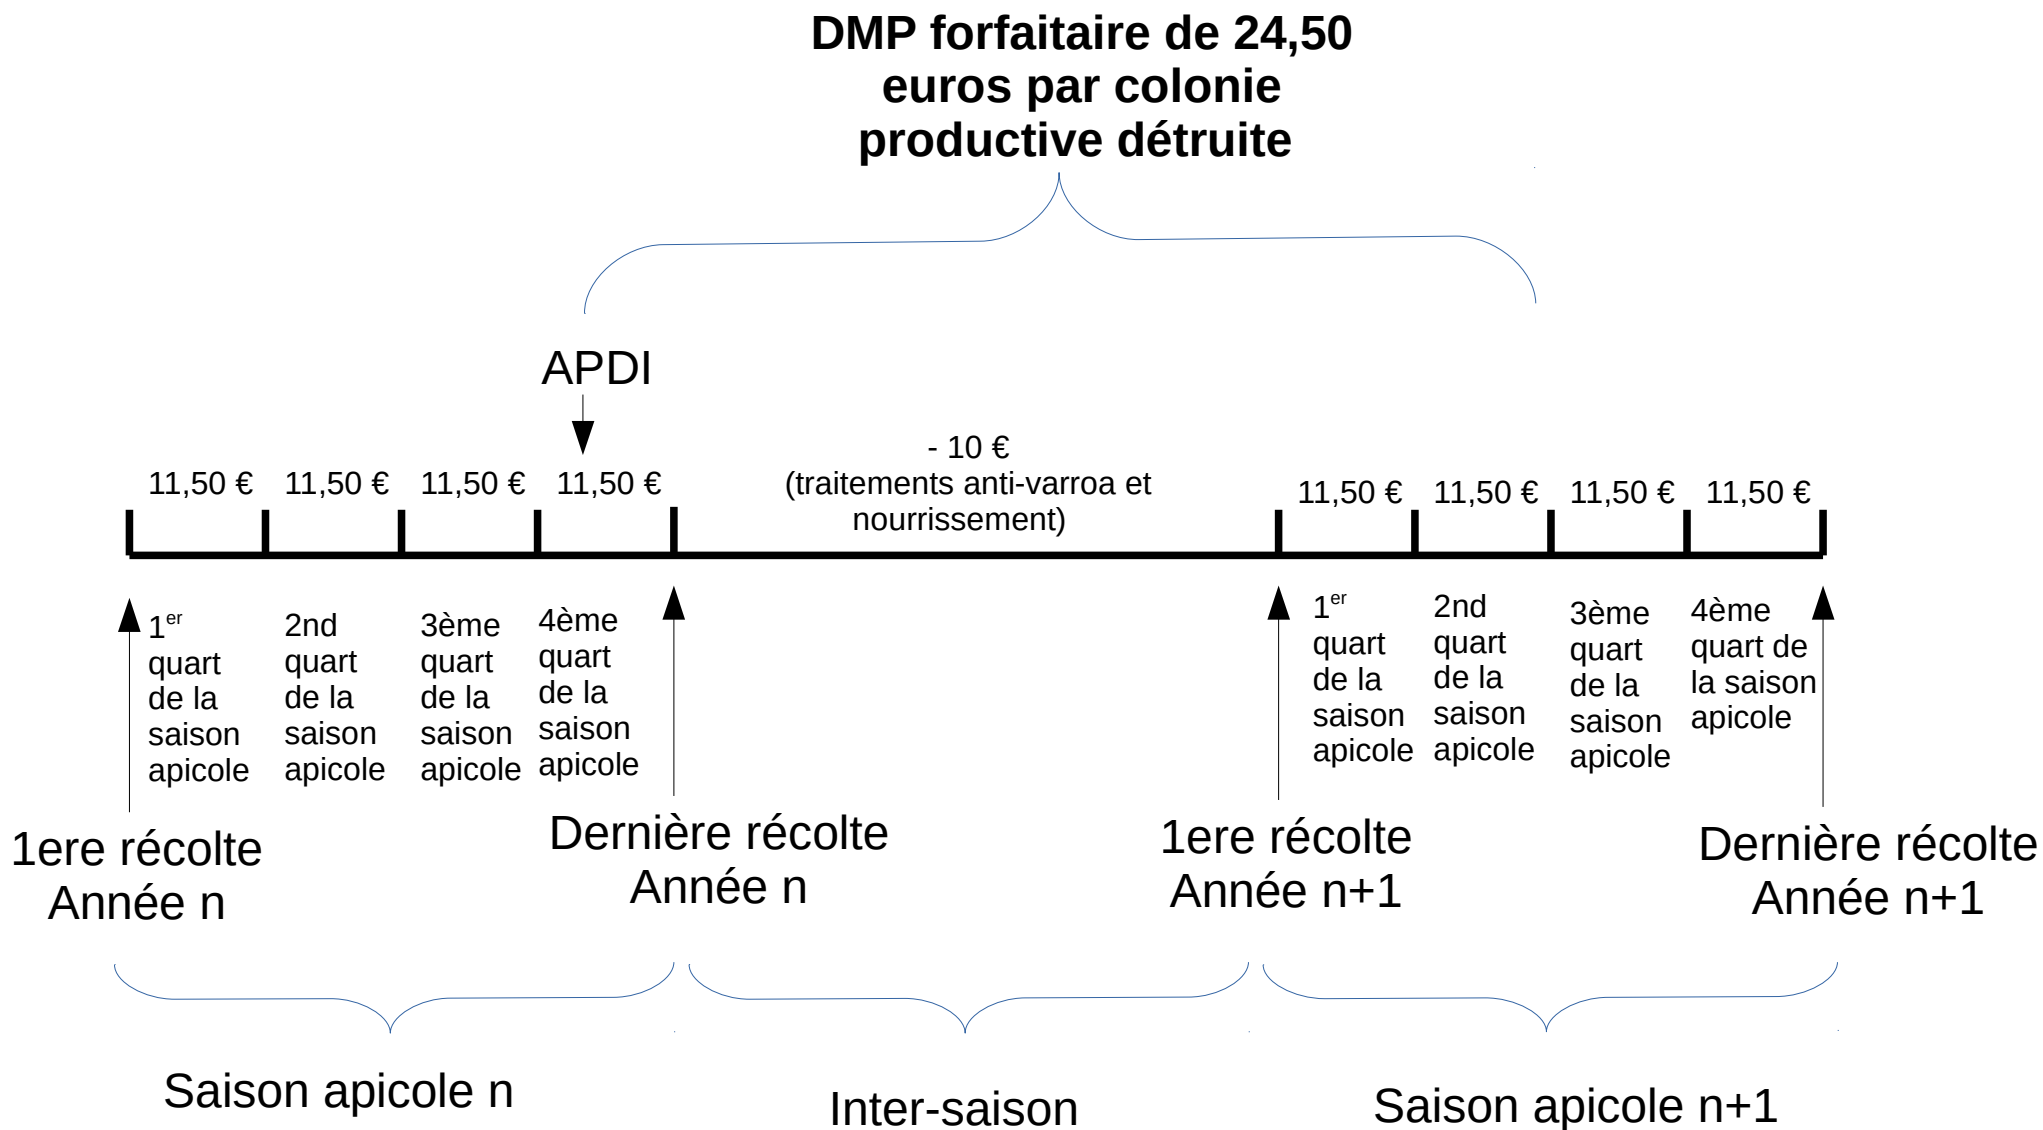 DMP forfaitaire de 24,50
euros par colonie
productive détruite
APDI
- 10 €
(traitements anti-varroa et
nourrissement)
11,50 €
11,50 €
11,50 €
11,50 €
11,50 €
11,50 €
11,50 €
11,50 €
1er
quart
de la
saison
apicole
2nd
quart
de la
saison
apicole
3ème
quart
de la
saison
apicole
4ème
quart
de la
saison
apicole
1er
quart
de la
saison
apicole
2nd
quart
de la
saison
apicole
3ème
quart
de la
saison
apicole
4ème
quart de
la saison
apicole
1ere récolte
Année n
Dernière récolte
Année n
1ere récolte
Année n+1
Dernière récolte
Année n+1
Saison apicole n
Inter-saison
Saison apicole n+1